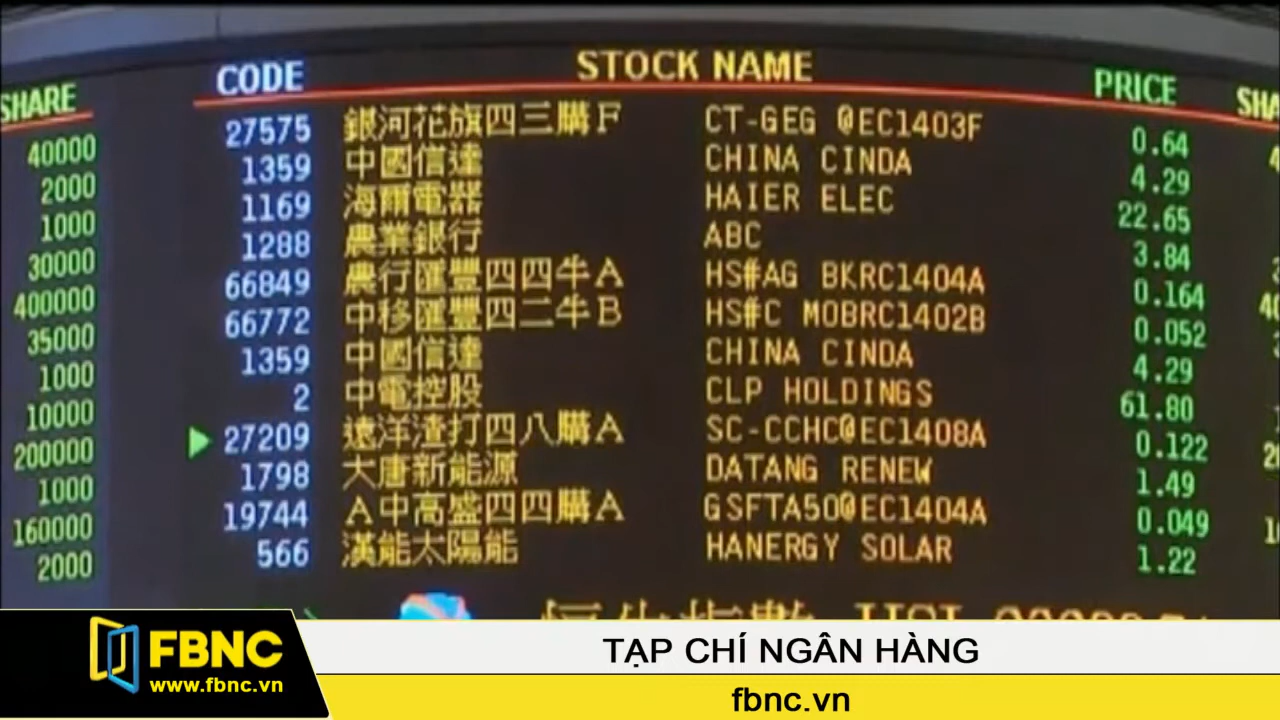 SHARE CODE STOCK NAME PRICE
40000 27575 銀河花旗四三購F CT-GEG @EC1403F 0.64
2000 1359 中國信達 CHINA CINDA 4.29
1000 1169 海爾電器 HAIER ELEC 22.65
30000 1288 農業銀行 ABC 3.84
400000 66849 農行匯豐四四牛A HS#AG BKRC1404A 0.164
35000 66772 中移匯豐四二牛B HS#C MOBRC1402B 0.052
1000 1359 中國信達 CHINA CINDA 4.29
10000 2 中電控股 CLP HOLDINGS 61.80
200000 27209 遠洋渣打四八購A SC-CCHC@EC1408A 0.122
1000 1798 大唐新能源 DATANG RENEW 1.49
160000 19744 A中高盛四四購A GSFTA50@EC1404A 0.049
2000 566 漢能太陽能 HANERGY SOLAR 1.22
FBNC
www.fbnc.vn
TẠP CHÍ NGÂN HÀNG
fbnc.vn